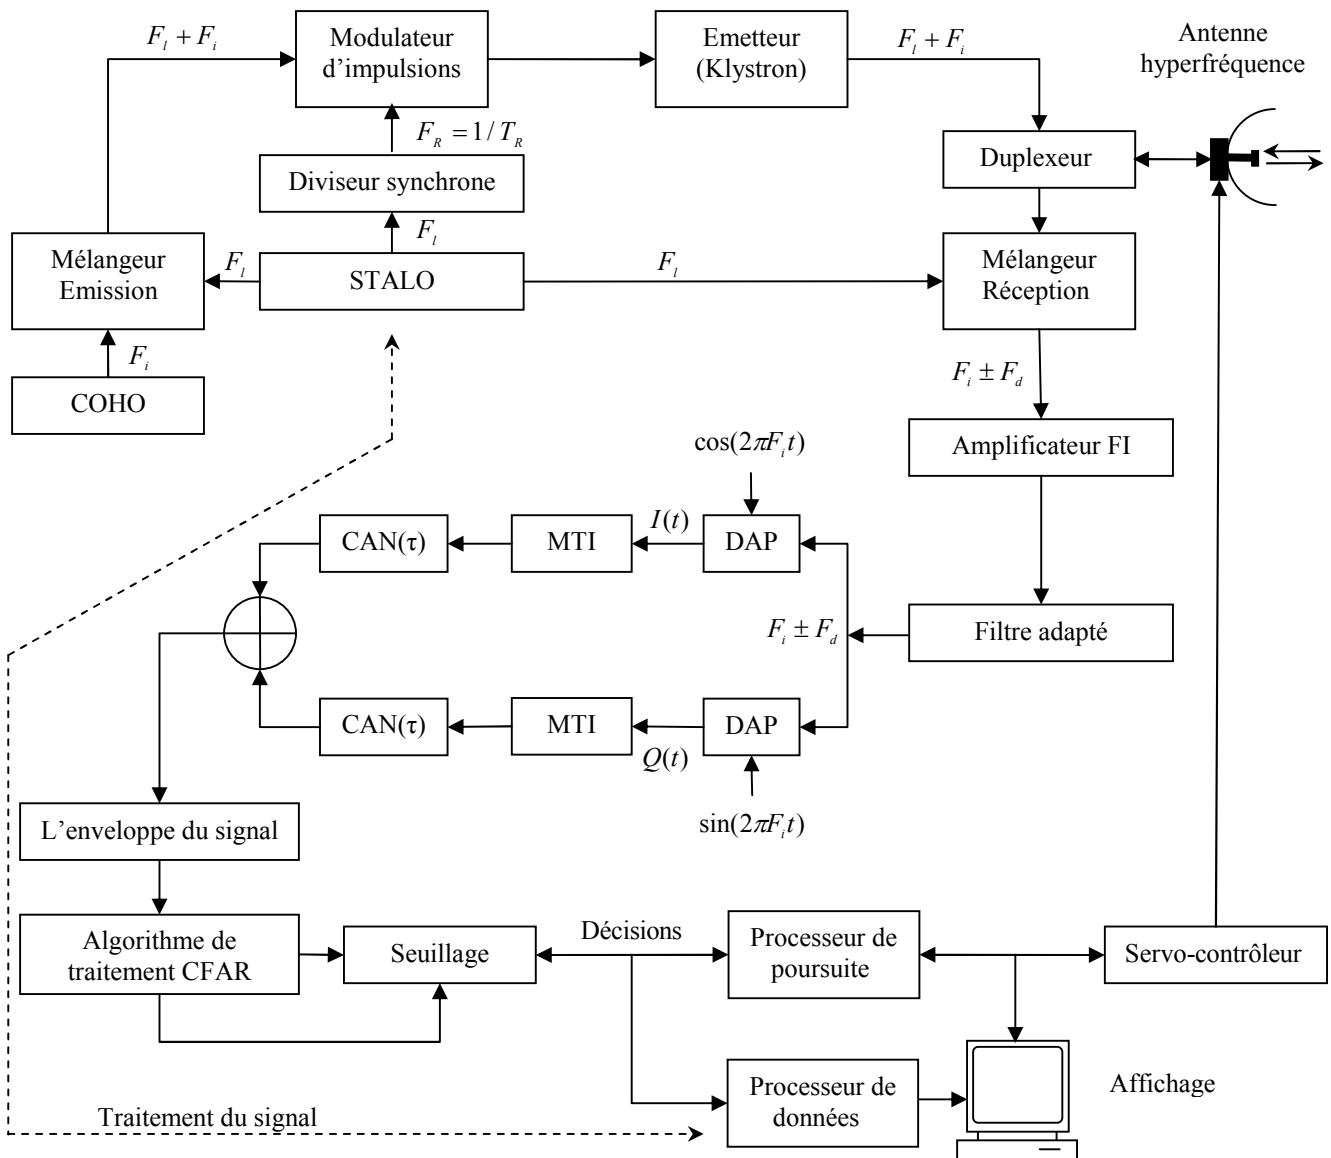 F_l + F_i
Modulateur
d'impulsions
Emetteur
(Klystron)
F_l + F_i
Antenne
hyperfréquence
F_R = 1/T_R
Duplexeur
Diviseur synchrone
F_l
Mélangeur
Emission
F_l
STALO
F_l
Mélangeur
Réception
F_i
COHO
F_i ± F_d
cos(2πF_i t)
Amplificateur FI
CAN(τ)
MTI
I(t)
DAP
F_i ± F_d
Filtre adapté
CAN(τ)
MTI
Q(t)
DAP
sin(2πF_i t)
L'enveloppe du signal
Algorithme de
traitement CFAR
Seuillage
Décisions
Processeur de
poursuite
Servo-contrôleur
Processeur de
données
Affichage
Traitement du signal